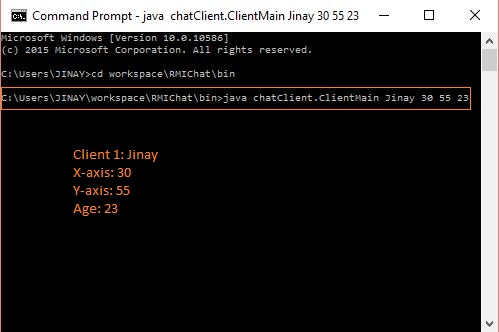 Command Prompt - java  chatClient.ClientMain Jinay 30 55 23
Microsoft Windows [Version 10.0.10586]
(c) 2015 Microsoft Corporation. All rights reserved.
C:\Users\JINAY>cd workspace\RMIChat\bin
C:\Users\JINAY\workspace\RMIChat\bin>java chatClient.ClientMain Jinay 30 55 23
Client 1: Jinay
X-axis: 30
Y-axis: 55
Age: 23